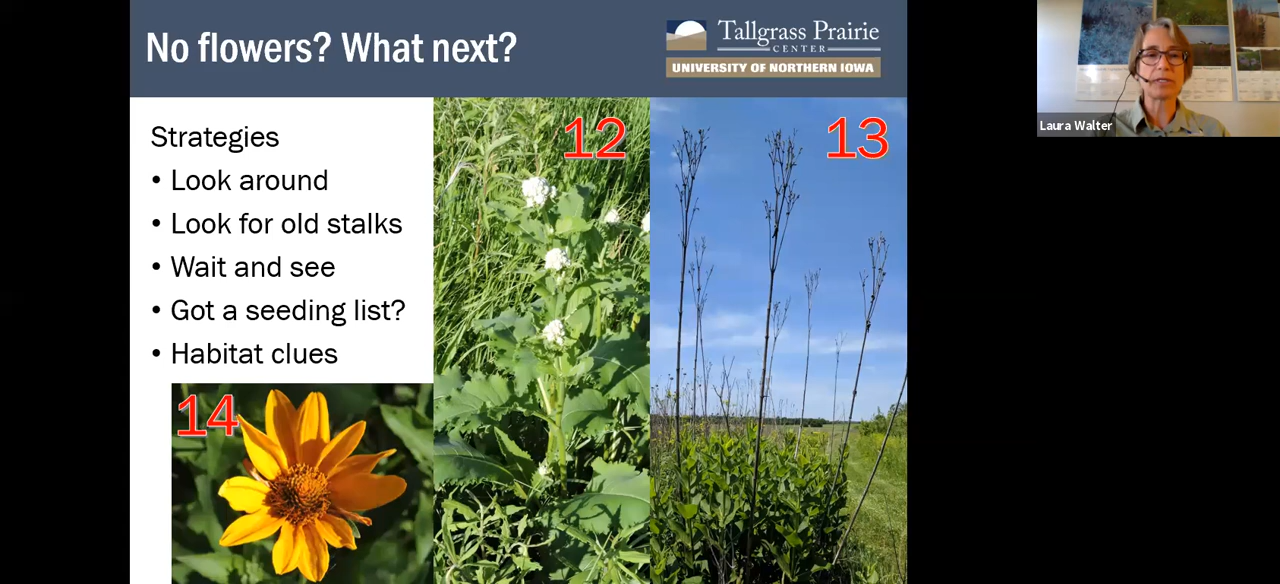 No flowers? What next?
Tallgrass Prairie
CENTER
UNIVERSITY OF NORTHERN IOWA
Strategies
• Look around
• Look for old stalks
• Wait and see
• Got a seeding list?
• Habitat clues
12
13
14
Laura Walter